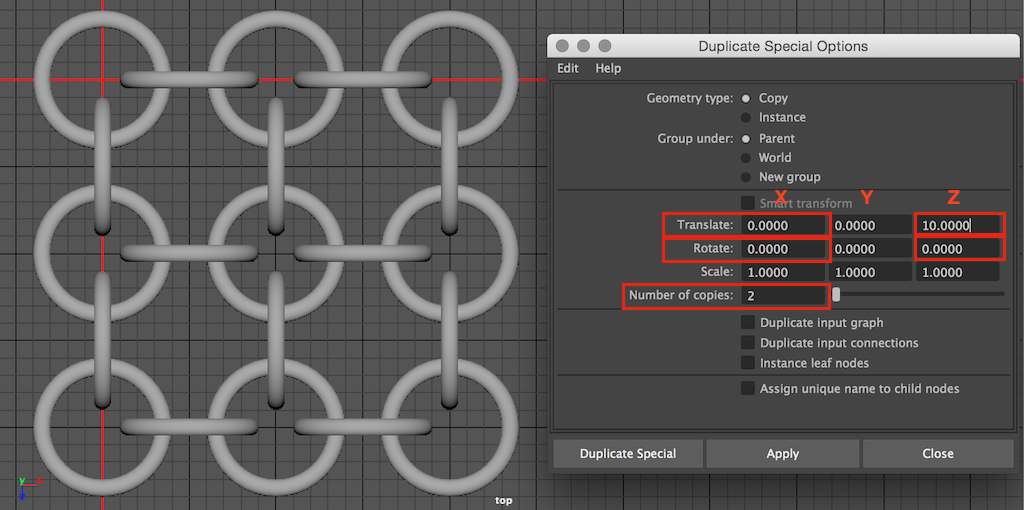 Duplicate Special Options
Edit Help
Geometry type: Copy
Instance
Group under: Parent
World
New group
X Y Z
Smart transform
Translate: 0.0000 0.0000 10.0000
Rotate: 0.0000 0.0000 0.0000
Scale: 1.0000 1.0000 1.0000
Number of copies: 2
Duplicate input graph
Duplicate input connections
Instance leaf nodes
Assign unique name to child nodes
Duplicate Special Apply Close
y x
z
top